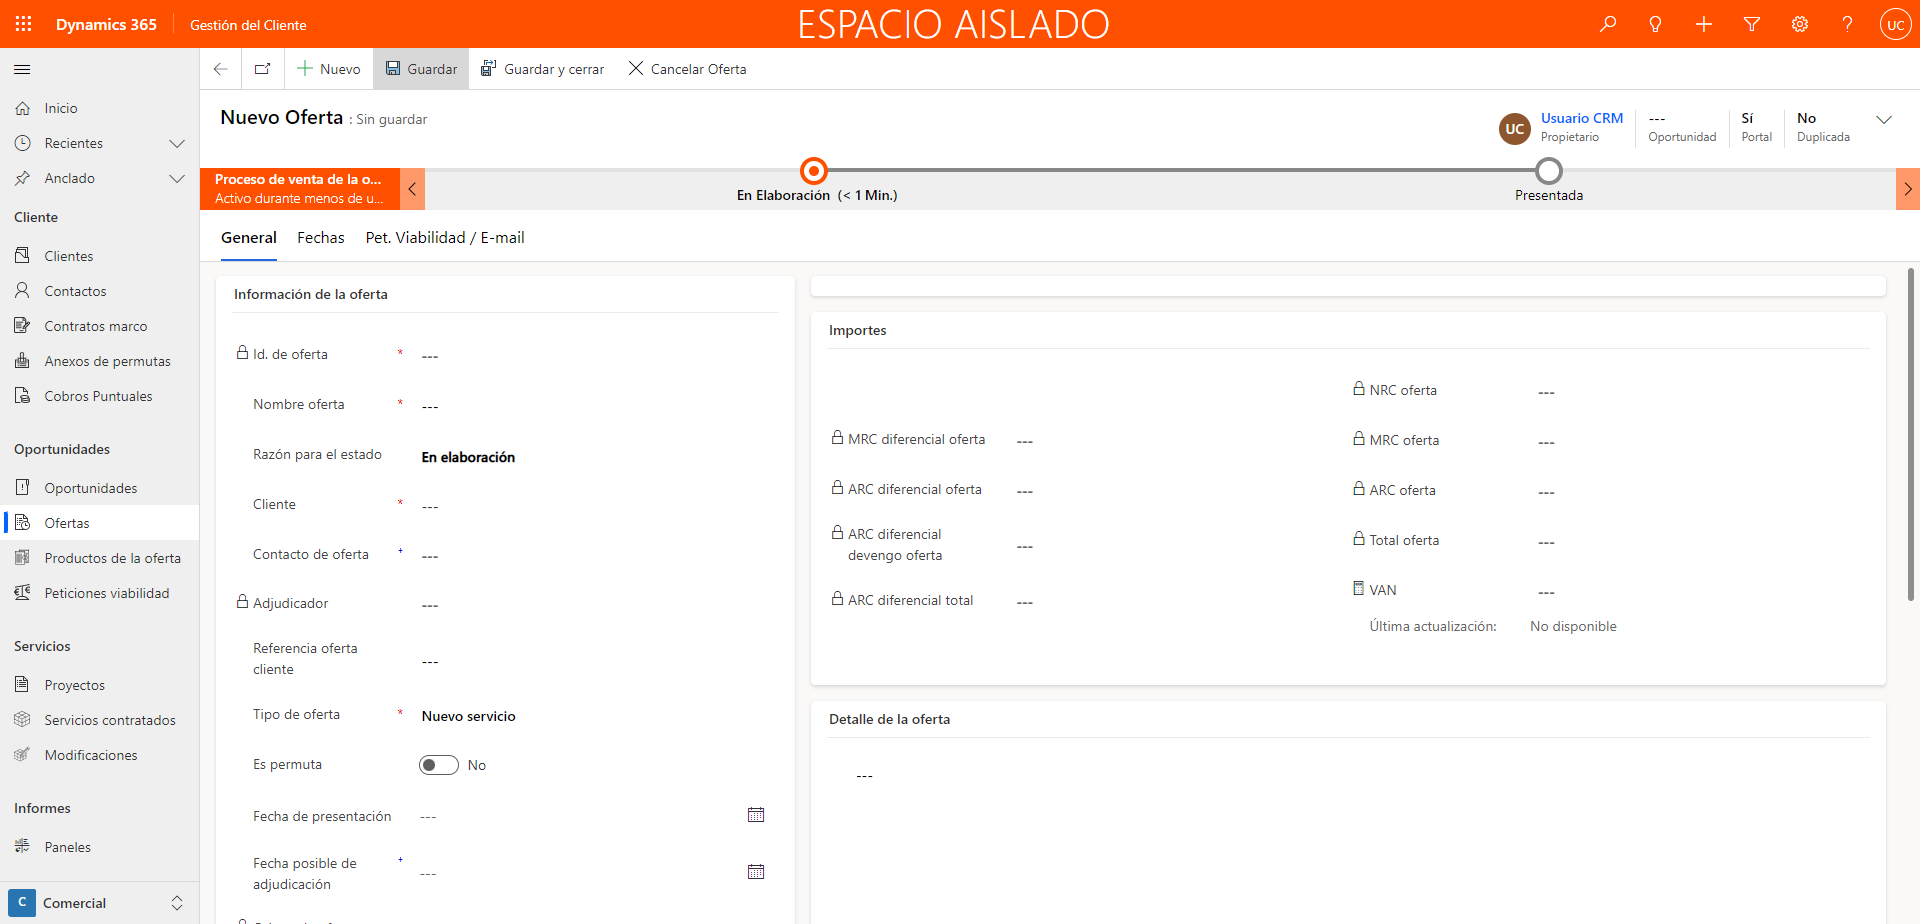 Dynamics 365
Gestión del Cliente
ESPACIO AISLADO
UC
Nuevo
Guardar
Guardar y cerrar
Cancelar Oferta
Inicio
Recientes
Anclado
Cliente
Clientes
Contactos
Contratos marco
Anexos de permutas
Cobros Puntuales
Oportunidades
Oportunidades
Ofertas
Productos de la oferta
Peticiones viabilidad
Servicios
Proyectos
Servicios contratados
Modificaciones
Informes
Paneles
C
Comercial
Nuevo Oferta : Sin guardar
UC
Usuario CRM
Propietario
---
Oportunidad
Sí
Portal
No
Duplicada
Proceso de venta de la o...
Activo durante menos de u...
En Elaboración (< 1 Min.)
Presentada
General
Fechas
Pet. Viabilidad / E-mail
Información de la oferta
Id. de oferta * ---
Nombre oferta * ---
Razón para el estado En elaboración
Cliente * ---
Contacto de oferta + ---
Adjudicador ---
Referencia oferta
cliente ---
Tipo de oferta * Nuevo servicio
Es permuta No
Fecha de presentación ---
Fecha posible de
adjudicación + ---
Importes
MRC diferencial oferta ---
ARC diferencial oferta ---
ARC diferencial
devengo oferta ---
ARC diferencial total ---
NRC oferta ---
MRC oferta ---
ARC oferta ---
Total oferta ---
VAN ---
Última actualización: No disponible
Detalle de la oferta
---